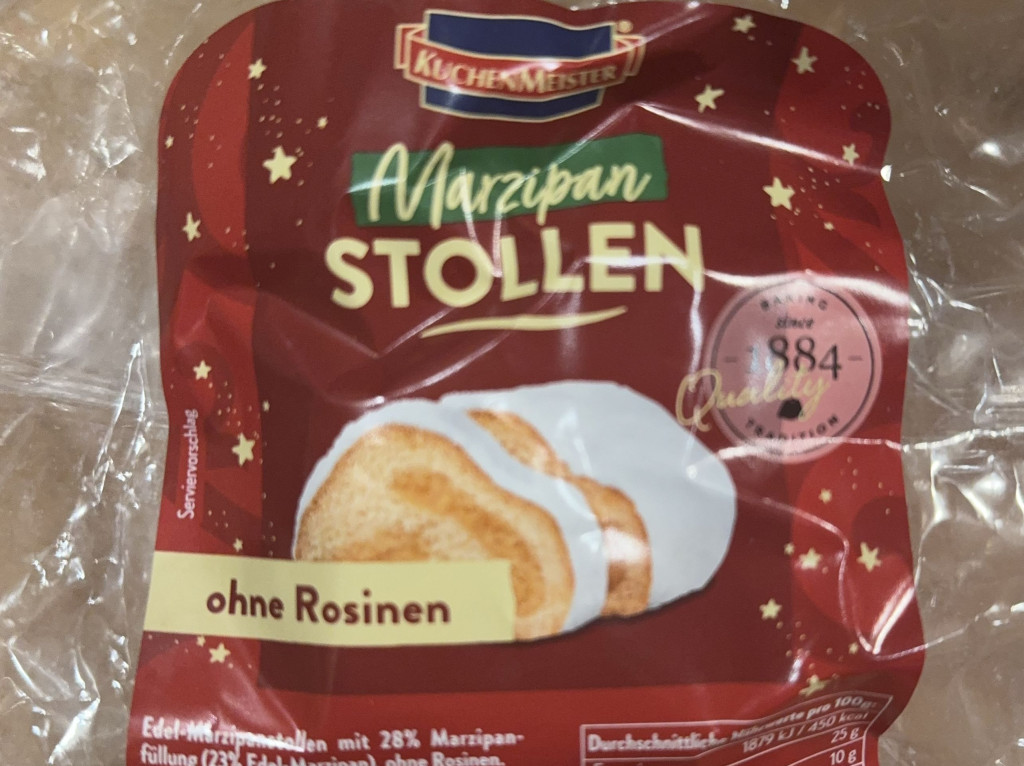 KUCHENMEISTER
Marzipan
STOLLEN
BAKING
since
1884
Quality
TRADITION
Serviervorschlag
ohne Rosinen
Edel-Marzipanstollen mit 28% Marzipan-
füllung (23% Edel-Marzipan), ohne Rosinen.
Durchschnittliche pro 100g:
1879 kJ / 450 kcal
25 g
10 g